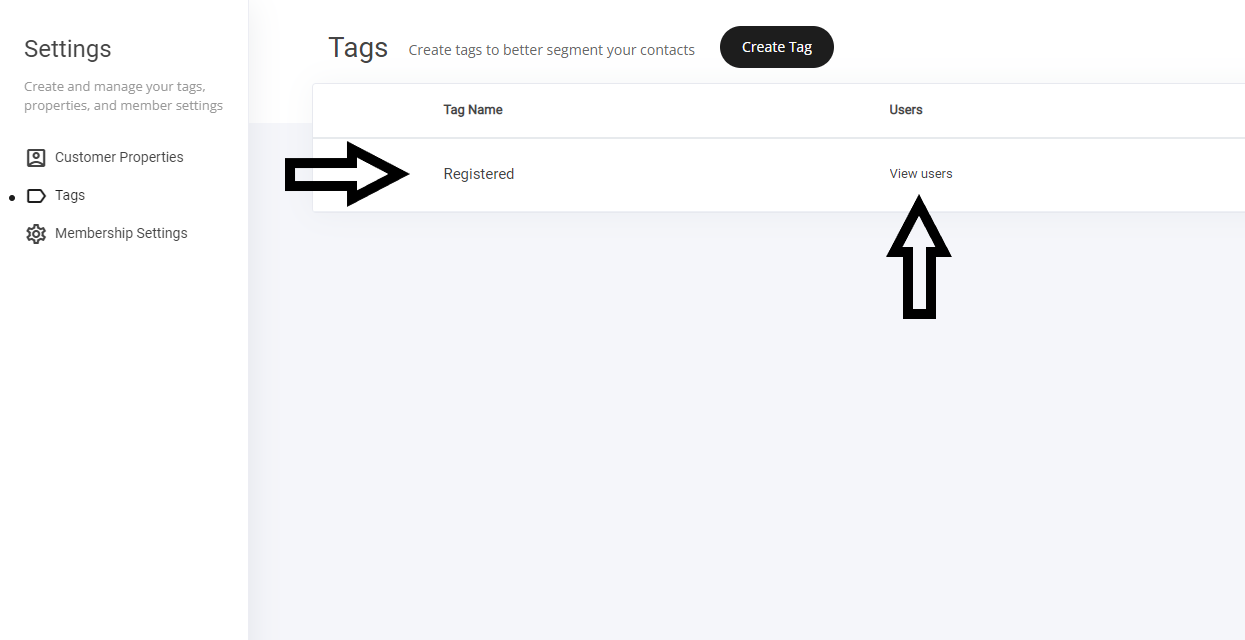 Settings
Create and manage your tags,
properties, and member settings
Customer Properties
Tags
Membership Settings
Tags
Create tags to better segment your contacts
Create Tag
Tag Name
Users
Registered
View users